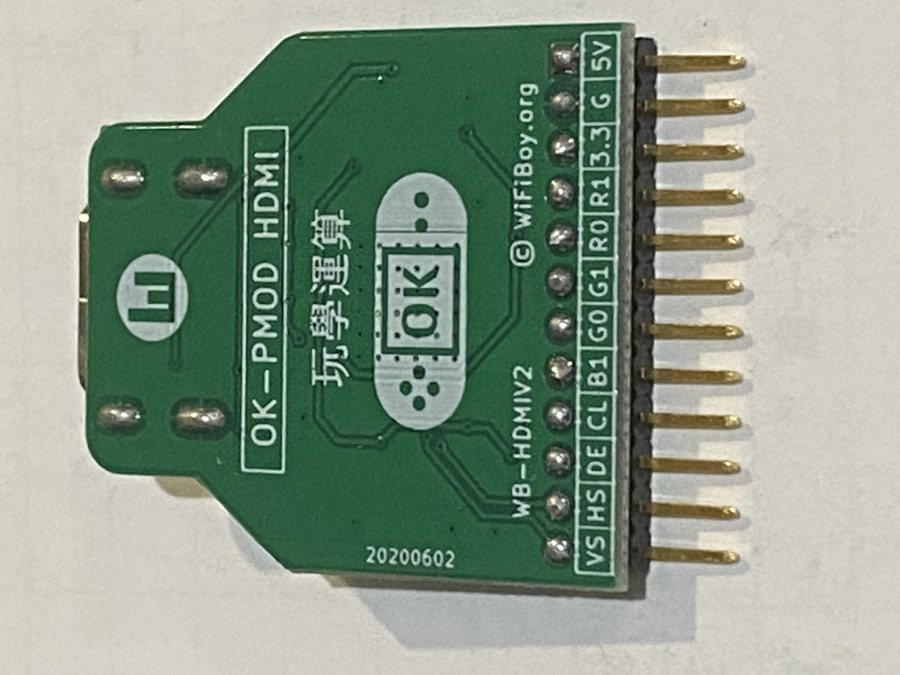 OK-PMOD HDMI
玩學運算
20200602
OK
WB-HDMIV2
© WiFiBoy.org
VS HS DE CL B1 G0 G1 R0 R1 3.3 G 5V